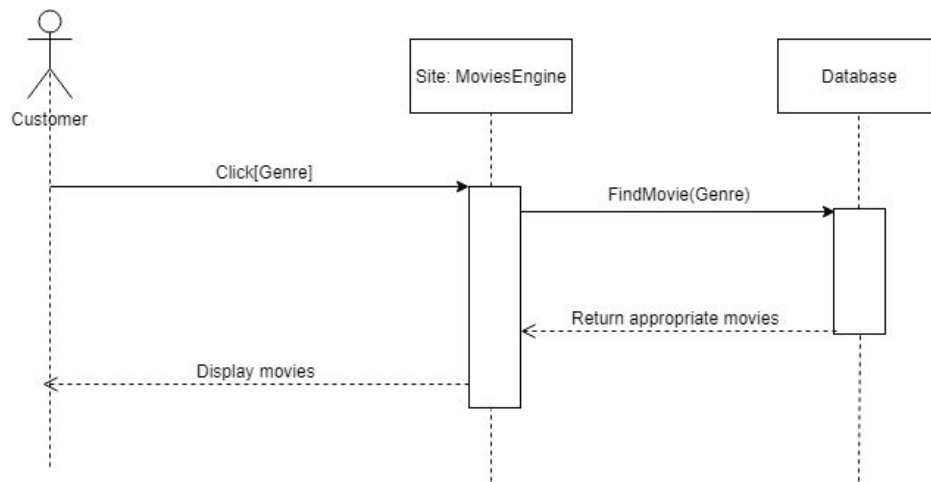 Site: MoviesEngine
Database
Customer
Click[Genre]
FindMovie(Genre)
Return appropriate movies
Display movies